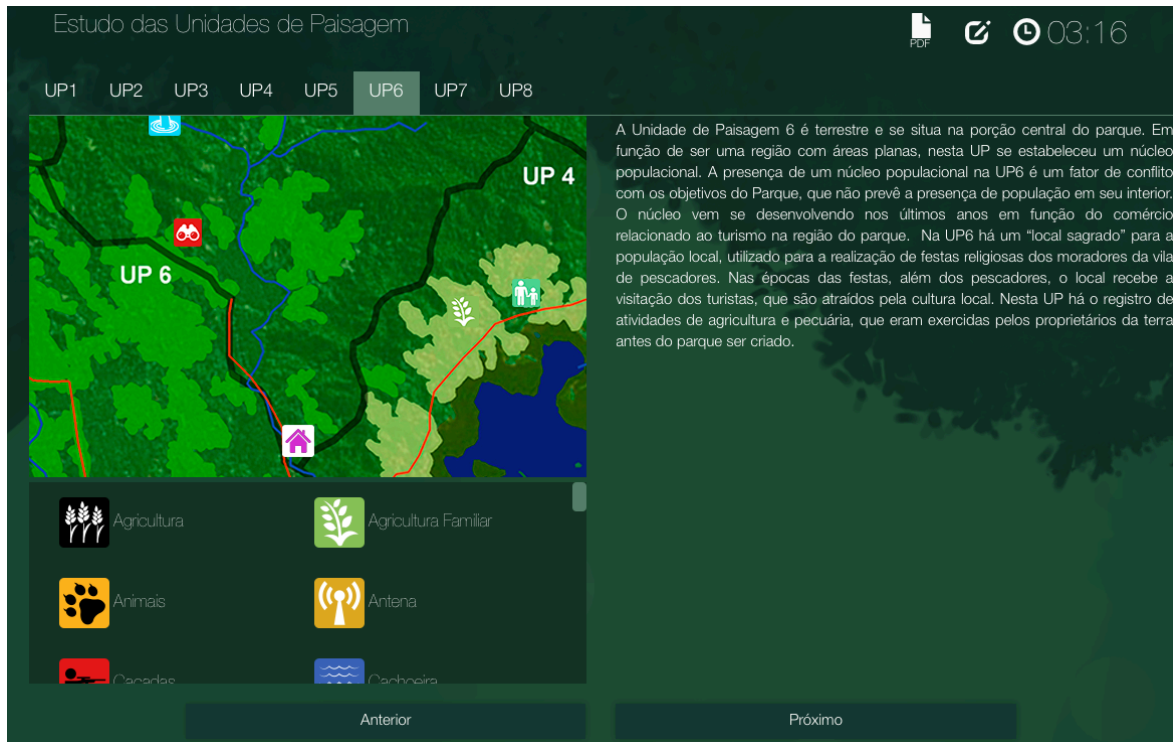 Estudo das Unidades de Paisagem
PDF
03:16
UP1 UP2 UP3 UP4 UP5 UP6 UP7 UP8
UP 4
UP 6
A Unidade de Paisagem 6 é terrestre e se situa na porção central do parque. Em
função de ser uma região com áreas planas, nesta UP se estabeleceu um núcleo
populacional. A presença de um núcleo populacional na UP6 é um fator de conflito
com os objetivos do Parque, que não prevê a presença de população em seu interior.
O núcleo vem se desenvolvendo nos últimos anos em função do comércio
relacionado ao turismo na região do parque. Na UP6 há um “local sagrado” para a
população local, utilizado para a realização de festas religiosas dos moradores da vila
de pescadores. Nas épocas das festas, além dos pescadores, o local recebe a
visitação dos turistas, que são atraídos pela cultura local. Nesta UP há o registro de
atividades de agricultura e pecuária, que eram exercidas pelos proprietários da terra
antes do parque ser criado.
Agricultura
Agricultura Familiar
Animais
Antena
Caçadas
Cachoeira
Anterior
Próximo